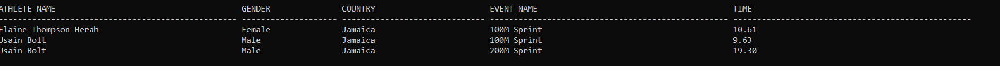 ATHLETE_NAME GENDER COUNTRY EVENT_NAME TIME
-------------------------------------------------- -------------------- ------------------------------ -------------------------------------------------- --------------------------------------------------
Elaine Thompson Herah Female Jamaica 100M Sprint 10.61
Usain Bolt Male Jamaica 100M Sprint 9.63
Usain Bolt Male Jamaica 200M Sprint 19.30